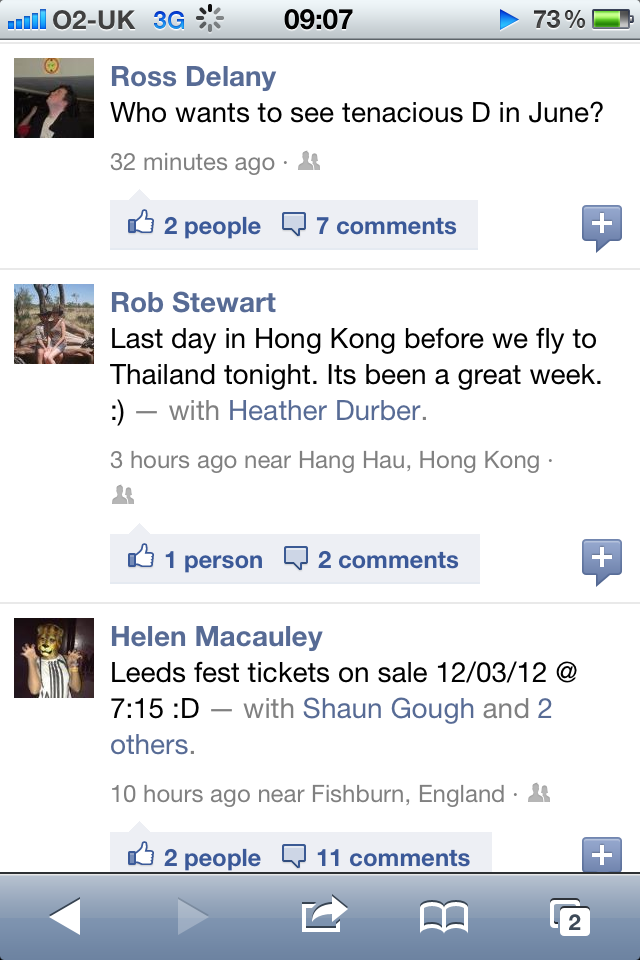 O2-UK 3G 09:07 73%
Ross Delany
Who wants to see tenacious D in June?
32 minutes ago ·
2 people 7 comments
Rob Stewart
Last day in Hong Kong before we fly to
Thailand tonight. Its been a great week.
:) — with Heather Durber.
3 hours ago near Hang Hau, Hong Kong ·
1 person 2 comments
Helen Macauley
Leeds fest tickets on sale 12/03/12 @
7:15 :D — with Shaun Gough and 2
others.
10 hours ago near Fishburn, England ·
2 people 11 comments
2